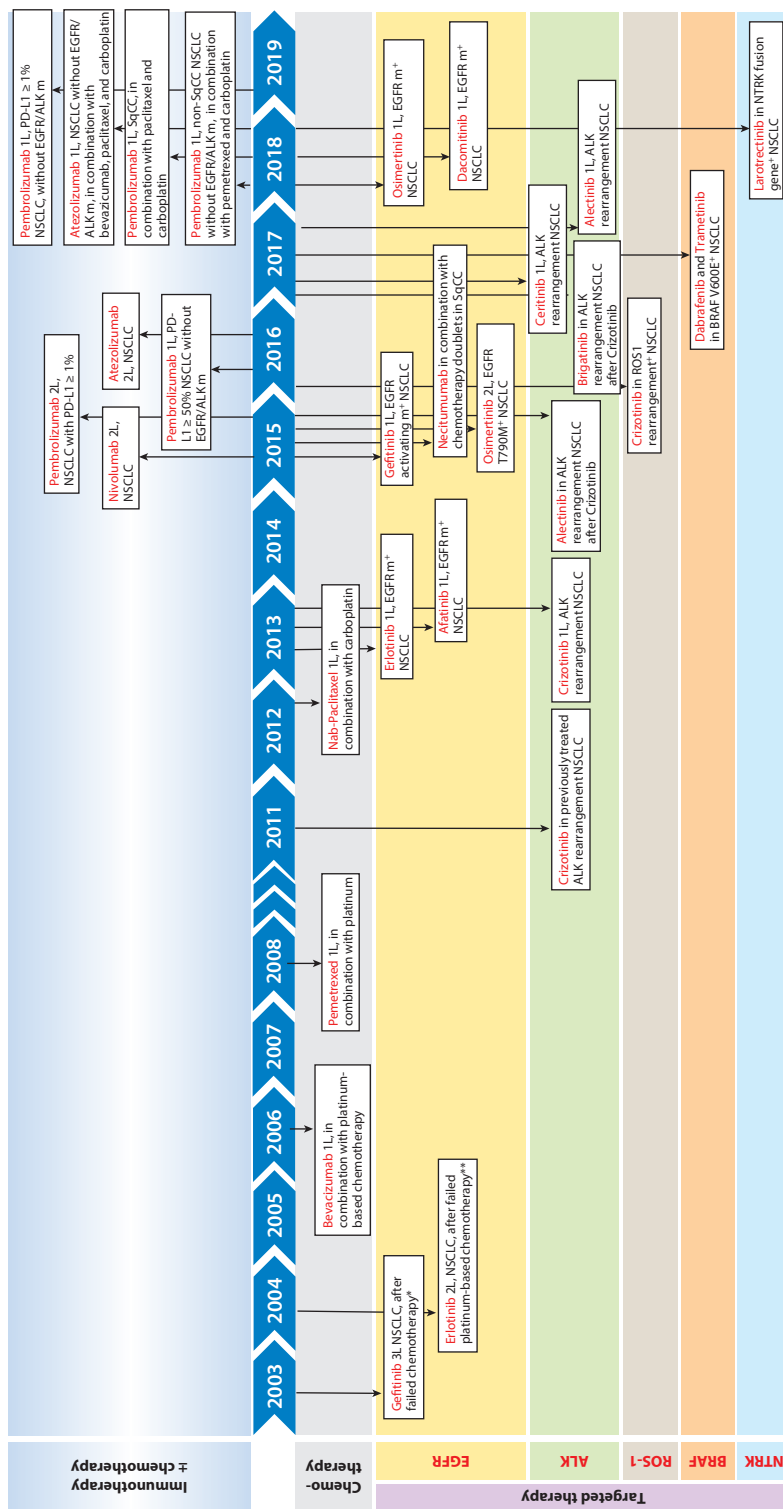 Immunotherapy
±
chemotherapy
Pembrolizumab 2L,
NSCLC with PD-L1 ≥ 1%
Nivolumab 2L,
NSCLC
Pembrolizumab 1L, PD-
L1 ≥ 50% NSCLC without
EGFR/ALK m
Atezolizumab
2L, NSCLC
Pembrolizumab 1L, PD-L1 ≥ 1%
NSCLC, without EGFR/ALK m
Atezolizumab 1L, NSCLC without EGFR/
ALK m, in combination with
bevazicumab, paclitaxel, and carboplatin
Pembrolizumab 1L, SqCC, in
combination with paclitaxel and
carboplatin
Pembrolizumab 1L, non-SqCC NSCLC
without EGFR/ALK m, in combination
with pemetrexed and carboplatin
2003
2004
2005
2006
2007
2008
2011
2012
2013
2014
2015
2016
2017
2018
2019
Chemo-
therapy
Bevacizumab 1L, in
combination with platinum-
based chemotherapy
Pemetrexed 1L, in
combination with platinum
Nab-Paclitaxel 1L, in
combination with carboplatin
Targeted therapy
EGFR
Gefitinib 3L NSCLC, after
failed chemotherapy*
Erlotinib 2L, NSCLC, after failed
platinum-based chemotherapy**
Erlotinib 1L, EGFR m+
NSCLC
Afatinib 1L, EGFR m+
NSCLC
Gefitinib 1L, EGFR
activating m+ NSCLC
Necitumumab in combination with
chemotherapy doublets in SqCC
Osimertinib 2L, EGFR
T790M+ NSCLC
Osimertinib 1L, EGFR m+
NSCLC
Dacomitinib 1L, EGFR m+
NSCLC
ALK
Crizotinib in previously treated
ALK rearrangement NSCLC
Crizotinib 1L, ALK
rearrangement NSCLC
Alectinib in ALK
rearrangement NSCLC
after Crizotinib
Ceritinib 1L, ALK
rearrangement NSCLC
Brigatinib in ALK
rearrangement NSCLC
after Crizotinib
Alectinib 1L, ALK
rearrangement NSCLC
ROS-1
Crizotinib in ROS1
rearrangement+ NSCLC
BRAF
Dabrafenib and Trametinib
in BRAF V600E+ NSCLC
NTRK
Larotrectinib in NTRK fusion
gene+ NSCLC